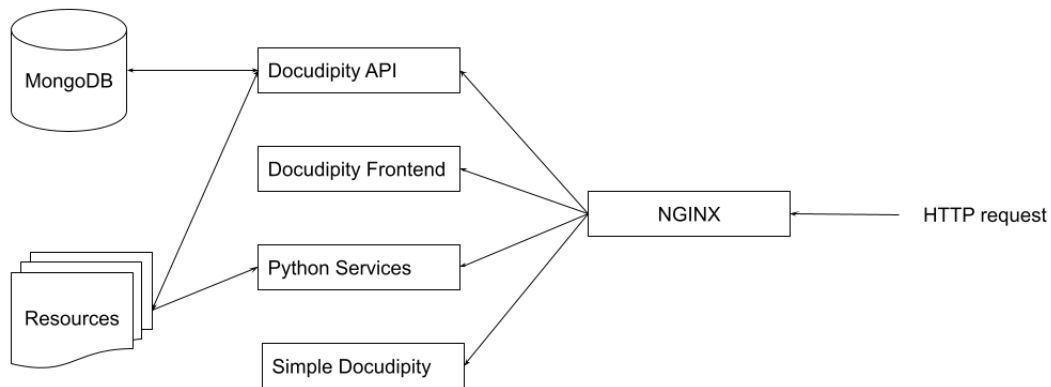 MongoDB
Docudipity API
Docudipity Frontend
NGINX
HTTP request
Python Services
Resources
Simple Docudipity